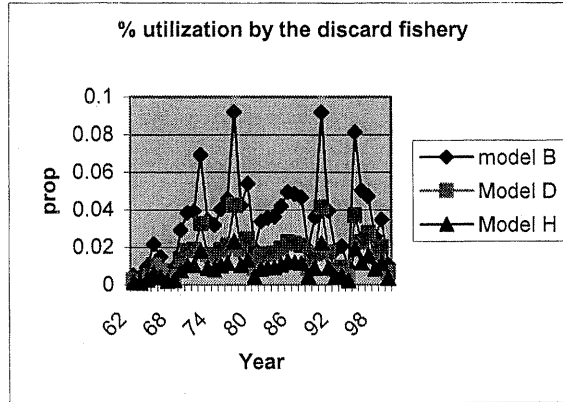 % utilization by the discard fishery
0.1
0.08
0.06
0.04
0.02
0
prop
62
68
74
80
86
92
98
Year
model B
Model D
Model H